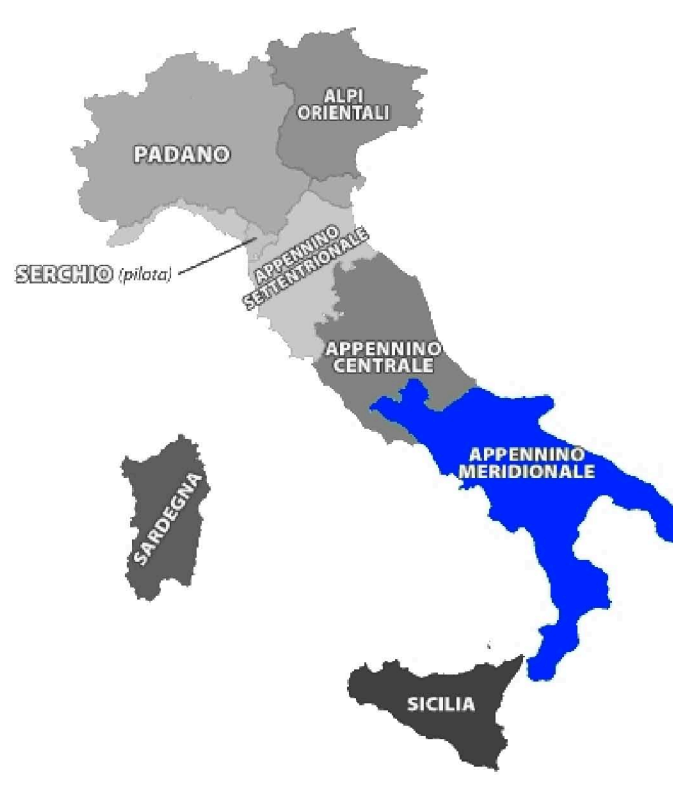 ALPI
ORIENTALI
PADANO
APPENNINO
SETTENTRIONALE
SERCHIO (pilota)
APPENNINO
CENTRALE
APPENNINO
MERIDIONALE
SARDEGNA
SICILIA